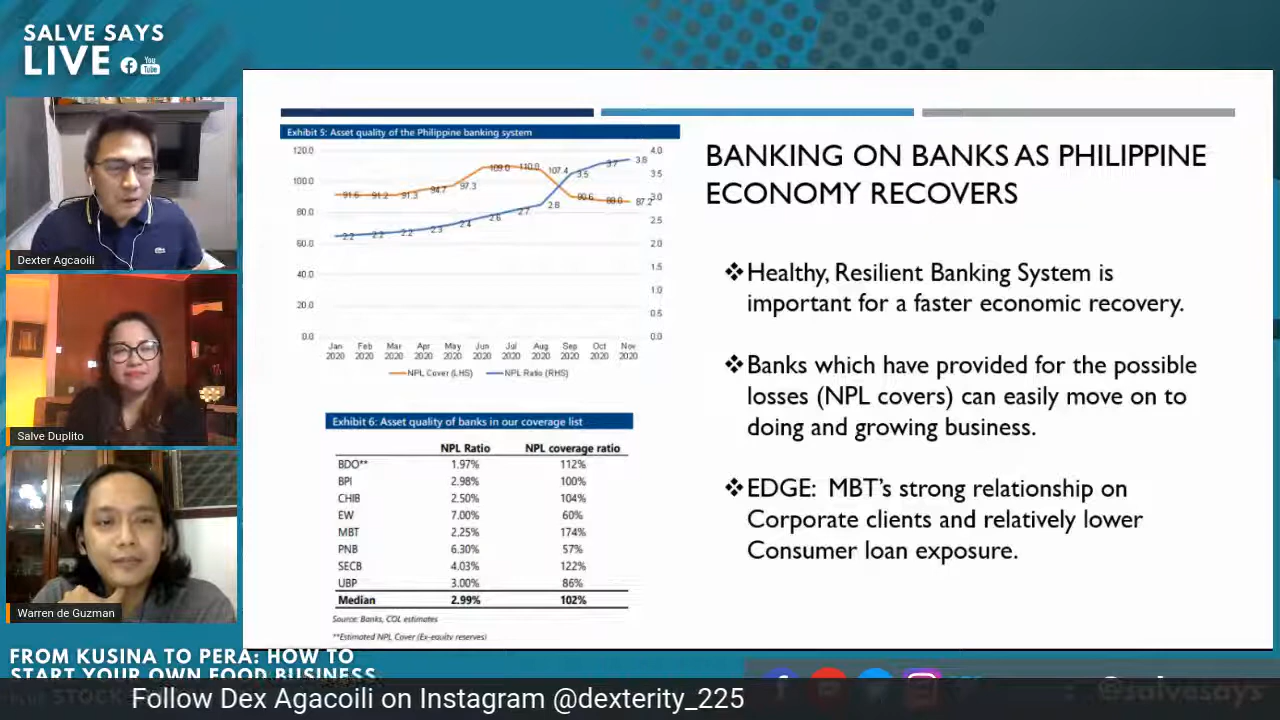 SALVE SAYS
LIVE
You
Tube
Dexter Agcaoili
Salve Duplito
Warren de Guzman
Exhibit 5: Asset quality of the Philippine banking system
120.0
100.0
80.0
60.0
40.0
20.0
0.0
4.0
3.5
3.0
2.5
2.0
1.5
1.0
0.5
0.0
91.6 91.2 91.3 94.7 97.3 109.0 110.0 107.4 90.6 88.0 87.2
2.2 2.2 2.2 2.3 2.4 2.6 2.7 2.8 3.5 3.7 3.8
Jan Feb Mar Apr May Jun Jul Aug Sep Oct Nov
2020 2020 2020 2020 2020 2020 2020 2020 2020 2020 2020
NPL Cover (LHS) NPL Ratio (RHS)
Exhibit 6: Asset quality of banks in our coverage list
NPL Ratio NPL coverage ratio
BDO** 1.97% 112%
BPI 2.98% 100%
CHIB 2.50% 104%
EW 7.00% 60%
MBT 2.25% 174%
PNB 6.30% 57%
SECB 4.03% 122%
UBP 3.00% 86%
Median 2.99% 102%
Source: Banks, COL estimates
**Estimated NPL Cover (Ex-equity reserves)
BANKING ON BANKS AS PHILIPPINE
ECONOMY RECOVERS
❖Healthy, Resilient Banking System is
important for a faster economic recovery.
❖Banks which have provided for the possible
losses (NPL covers) can easily move on to
doing and growing business.
❖EDGE: MBT's strong relationship on
Corporate clients and relatively lower
Consumer loan exposure.
FROM KUSINA TO PERA: HOW TO
START YOUR OWN FOOD BUSINESS
@salvesays
Follow Dex Agacoili on Instagram @dexterity_225